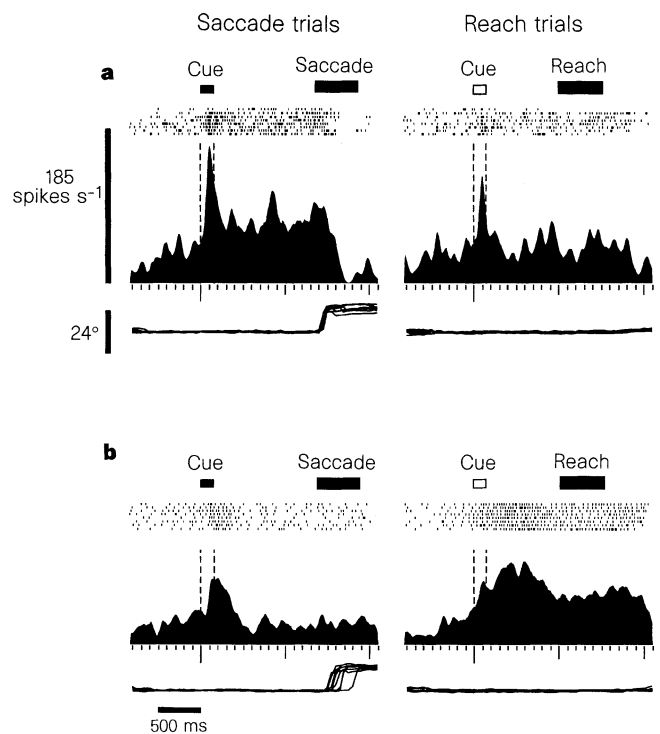 Saccade trials Reach trials
a
Cue Saccade Cue Reach
185
spikes s⁻¹
24°
b
Cue Saccade Cue Reach
500 ms